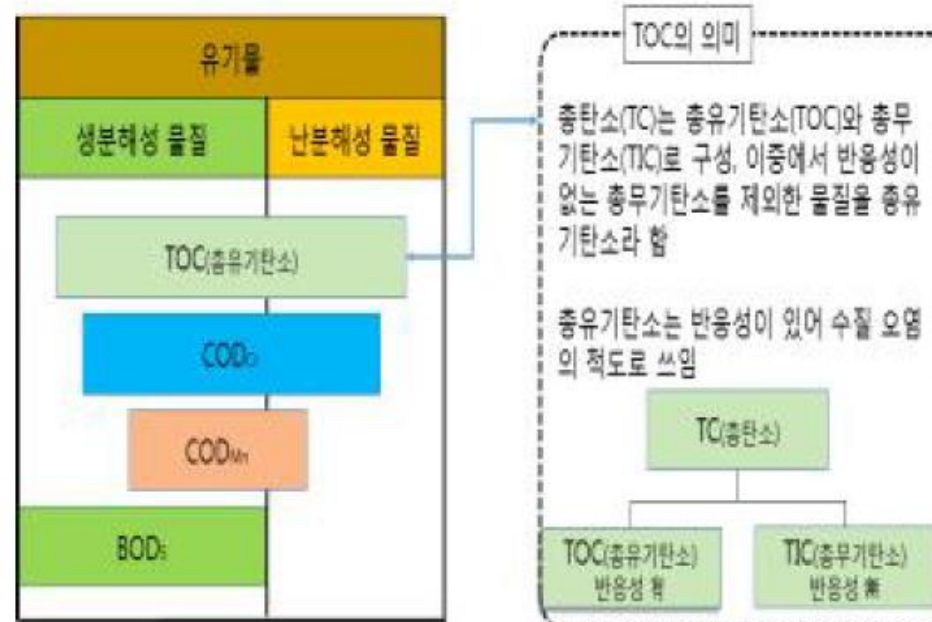 유기물
생분해성 물질
난분해성 물질
TOC(총유기탄소)
CODCr
CODMn
BOD5
TOC의 의미
총탄소(TC)는 총유기탄소(TOC)와 총무
기탄소(TIC)로 구성, 이중에서 반응성이
없는 총무기탄소를 제외한 물질을 총유
기탄소라 함
총유기탄소는 반응성이 있어 수질 오염
의 척도로 쓰임
TC(총탄소)
TOC(총유기탄소)
반응성 有
TIC(총무기탄소)
반응성 無